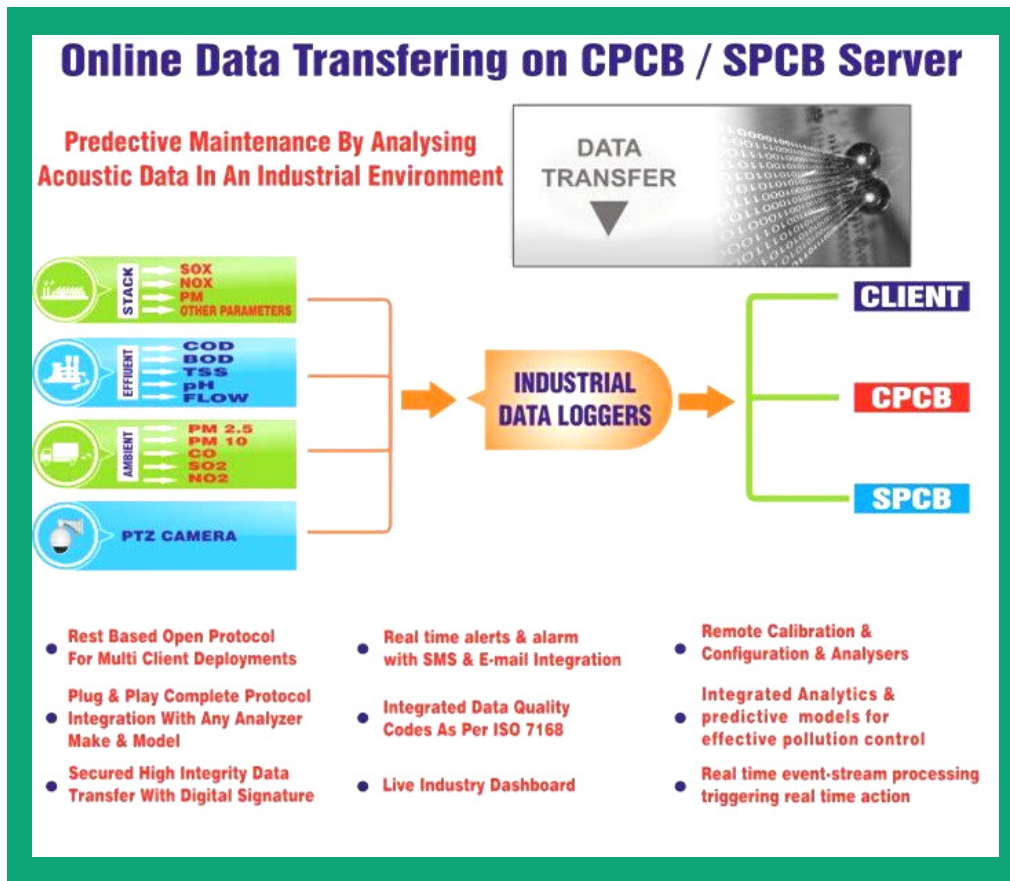 Online Data Transfering on CPCB / SPCB Server
Predective Maintenance By Analysing
Acoustic Data In An Industrial Environment
DATA
TRANSFER
STACK
SOX
NOX
PM
OTHER PARAMETERS
EFFIUENT
COD
BOD
TSS
pH
FLOW
AMBIENT
PM 2.5
PM 10
CO
SO2
NO2
PTZ CAMERA
INDUSTRIAL
DATA LOGGERS
CLIENT
CPCB
SPCB
Rest Based Open Protocol
For Multi Client Deployments
Plug & Play Complete Protocol
Integration With Any Analyzer
Make & Model
Secured High Integrity Data
Transfer With Digital Signature
Real time alerts & alarm
with SMS & E-mail Integration
Integrated Data Quality
Codes As Per ISO 7168
Live Industry Dashboard
Remote Calibration &
Configuration & Analysers
Integrated Analytics &
predictive models for
effective pollution control
Real time event-stream processing
triggering real time action